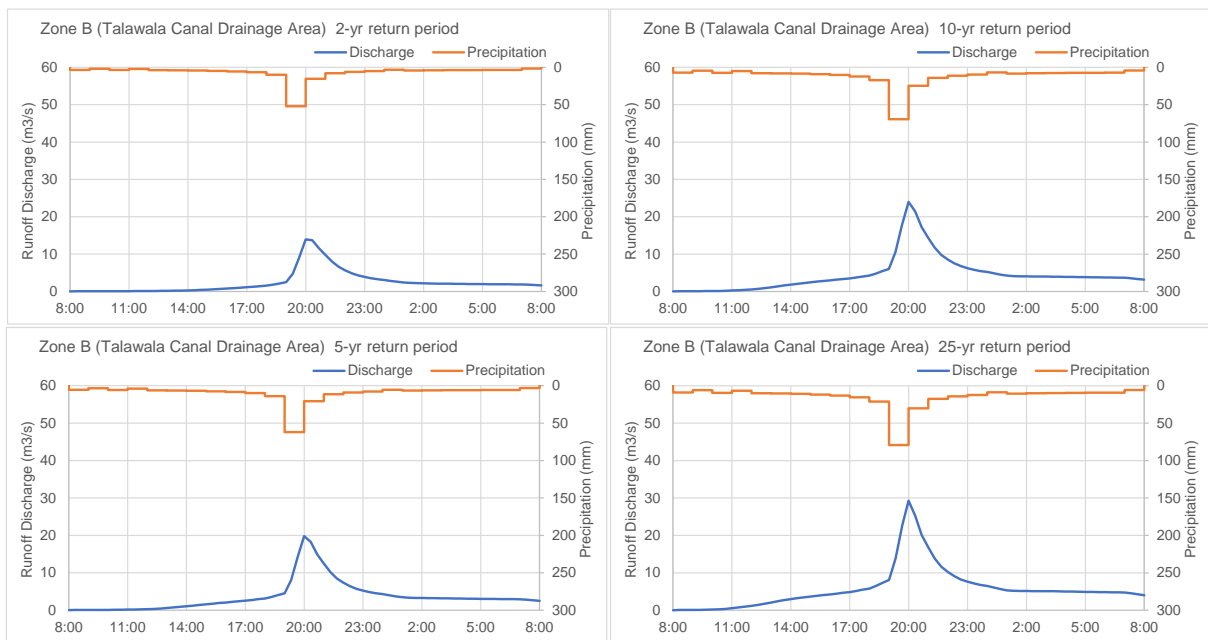 Zone B (Talawala Canal Drainage Area)  2-yr return period
Discharge Precipitation
60 0
50 50
40 100
30 150
20 200
10 250
0 300
Runoff Discharge (m3/s)
Precipitation (mm)
8:00 11:00 14:00 17:00 20:00 23:00 2:00 5:00 8:00
Zone B (Talawala Canal Drainage Area)  10-yr return period
Discharge Precipitation
60 0
50 50
40 100
30 150
20 200
10 250
0 300
Runoff Discharge (m3/s)
Precipitation (mm)
8:00 11:00 14:00 17:00 20:00 23:00 2:00 5:00 8:00
Zone B (Talawala Canal Drainage Area)  5-yr return period
Discharge Precipitation
60 0
50 50
40 100
30 150
20 200
10 250
0 300
Runoff Discharge (m3/s)
Precipitation (mm)
8:00 11:00 14:00 17:00 20:00 23:00 2:00 5:00 8:00
Zone B (Talawala Canal Drainage Area)  25-yr return period
Discharge Precipitation
60 0
50 50
40 100
30 150
20 200
10 250
0 300
Runoff Discharge (m3/s)
Precipitation (mm)
8:00 11:00 14:00 17:00 20:00 23:00 2:00 5:00 8:00